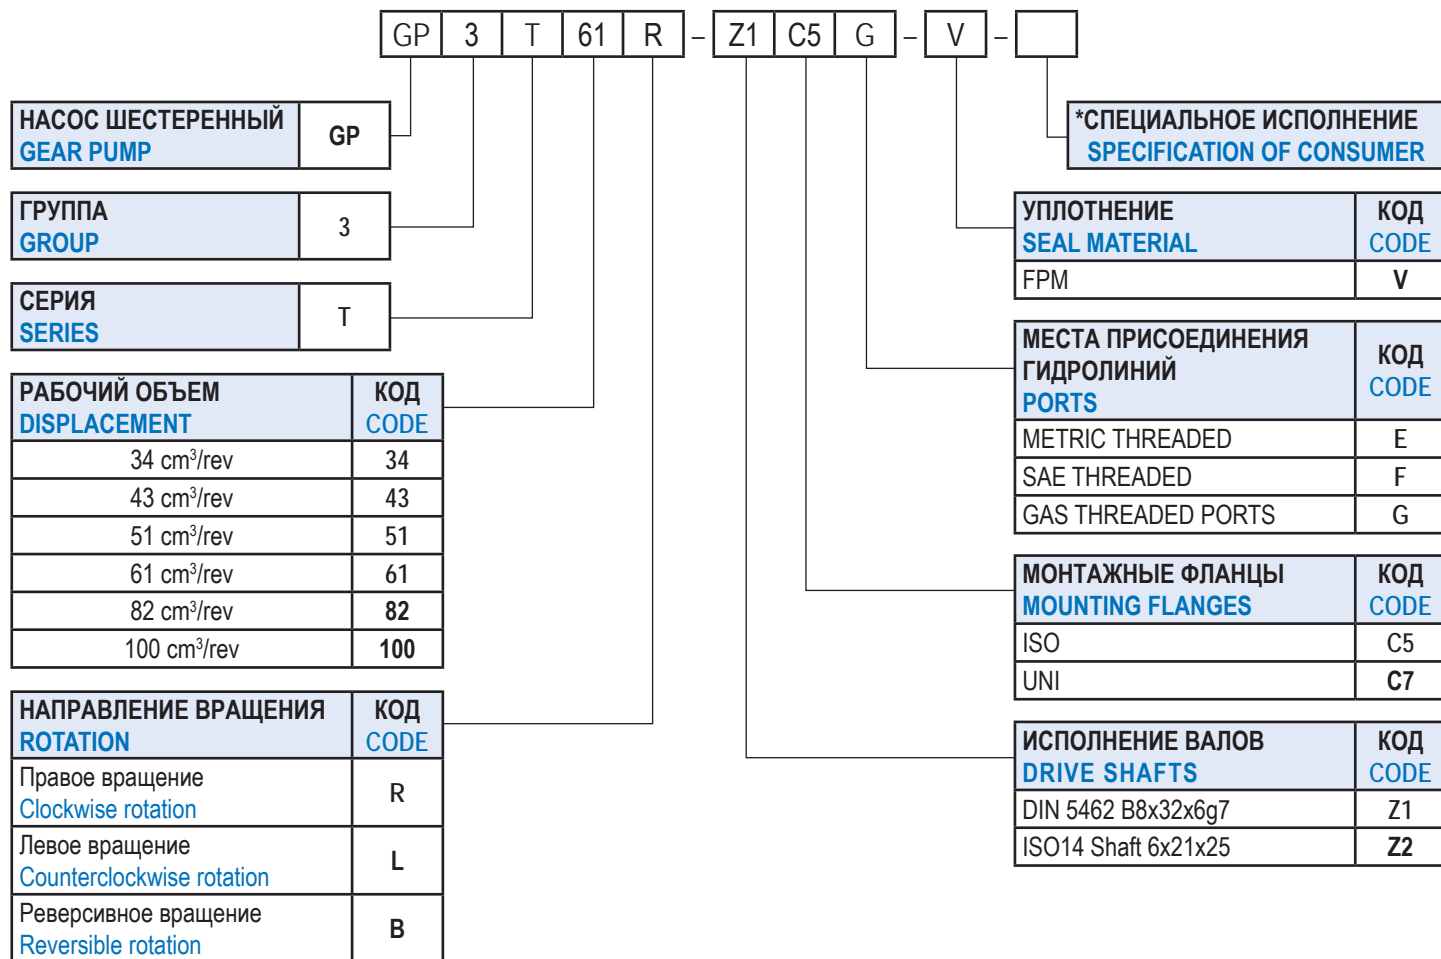 GP 3 T 61 R – Z1 C5 G – V –
НАСОС ШЕСТЕРЕННЫЙ GP
GEAR PUMP
ГРУППА 3
GROUP
СЕРИЯ T
SERIES
РАБОЧИЙ ОБЪЕМ КОД
DISPLACEMENT CODE
34 cm³/rev 34
43 cm³/rev 43
51 cm³/rev 51
61 cm³/rev 61
82 cm³/rev 82
100 cm³/rev 100
НАПРАВЛЕНИЕ ВРАЩЕНИЯ КОД
ROTATION CODE
Правое вращение R
Clockwise rotation
Левое вращение L
Counterclockwise rotation
Реверсивное вращение B
Reversible rotation
*СПЕЦИАЛЬНОЕ ИСПОЛНЕНИЕ
SPECIFICATION OF CONSUMER
УПЛОТНЕНИЕ КОД
SEAL MATERIAL CODE
FPM V
МЕСТА ПРИСОЕДИНЕНИЯ КОД
ГИДРОЛИНИЙ CODE
PORTS
METRIC THREADED E
SAE THREADED F
GAS THREADED PORTS G
МОНТАЖНЫЕ ФЛАНЦЫ КОД
MOUNTING FLANGES CODE
ISO C5
UNI C7
ИСПОЛНЕНИЕ ВАЛОВ КОД
DRIVE SHAFTS CODE
DIN 5462 B8x32x6g7 Z1
ISO14 Shaft 6x21x25 Z2